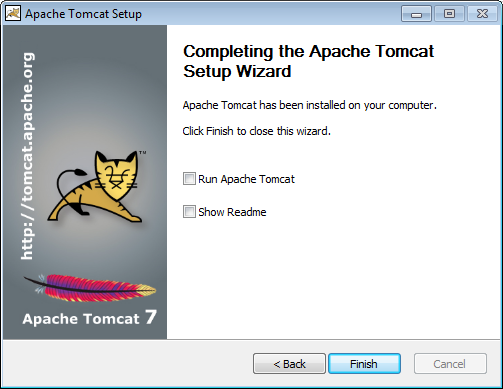 Apache Tomcat Setup
http://tomcat.apache.org
TM
Apache Tomcat 7
Completing the Apache Tomcat
Setup Wizard
Apache Tomcat has been installed on your computer.
Click Finish to close this wizard.
Run Apache Tomcat
Show Readme
< Back
Finish
Cancel